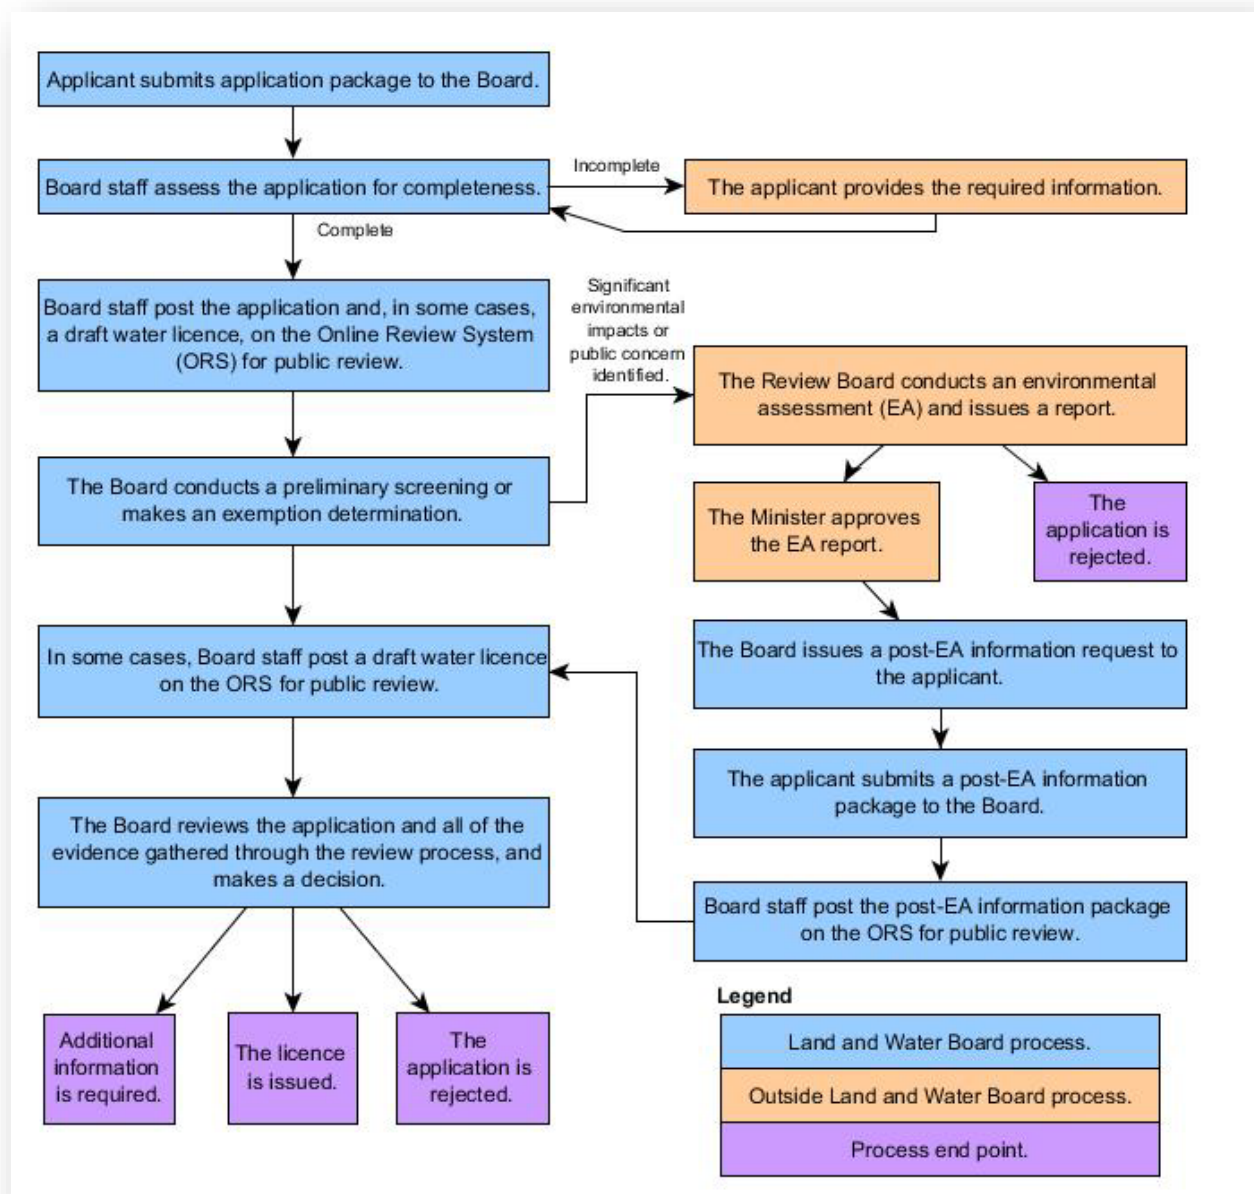 Applicant submits application package to the Board.
Board staff assess the application for completeness.
Incomplete
The applicant provides the required information.
Complete
Board staff post the application and, in some cases,
a draft water licence, on the Online Review System
(ORS) for public review.
Significant
environmental
impacts or
public concern
identified.
The Review Board conducts an environmental
assessment (EA) and issues a report.
The Board conducts a preliminary screening or
makes an exemption determination.
The Minister approves
the EA report.
The
application is
rejected.
In some cases, Board staff post a draft water licence
on the ORS for public review.
The Board issues a post-EA information request to
the applicant.
The applicant submits a post-EA information
package to the Board.
The Board reviews the application and all of the
evidence gathered through the review process, and
makes a decision.
Board staff post the post-EA information package
on the ORS for public review.
Additional
information
is required.
The licence
is issued.
The
application is
rejected.
Legend
Land and Water Board process.
Outside Land and Water Board process.
Process end point.